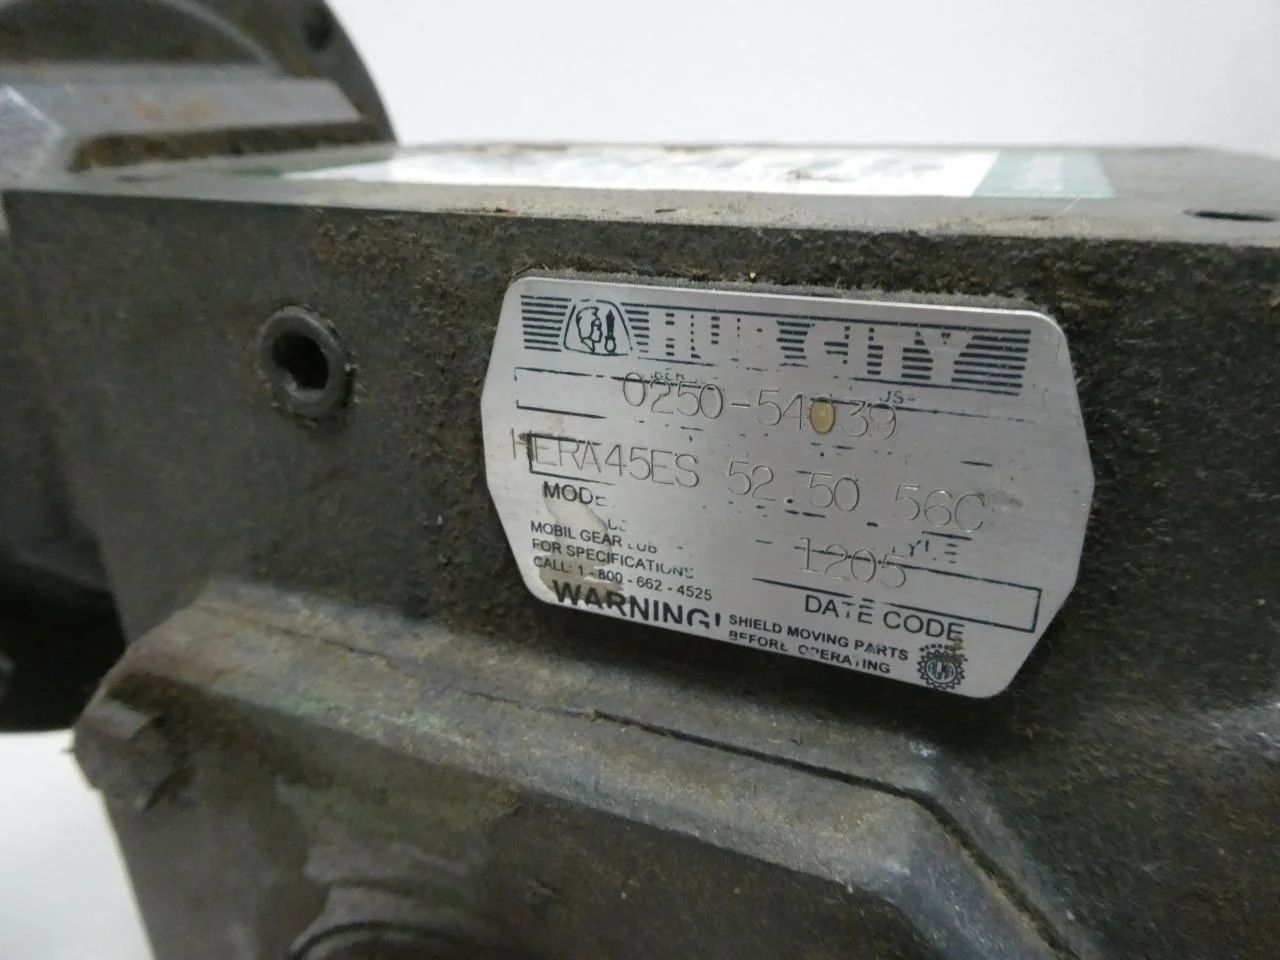 HUB CITY
0250-54039
HERA45ES 52.50 56C
MODEL
1205
MOBIL GEAR LUB
FOR SPECIFICATIONS
CALL: 1-800-662-4525
DATE CODE
WARNING! SHIELD MOVING PARTS
BEFORE OPERATING